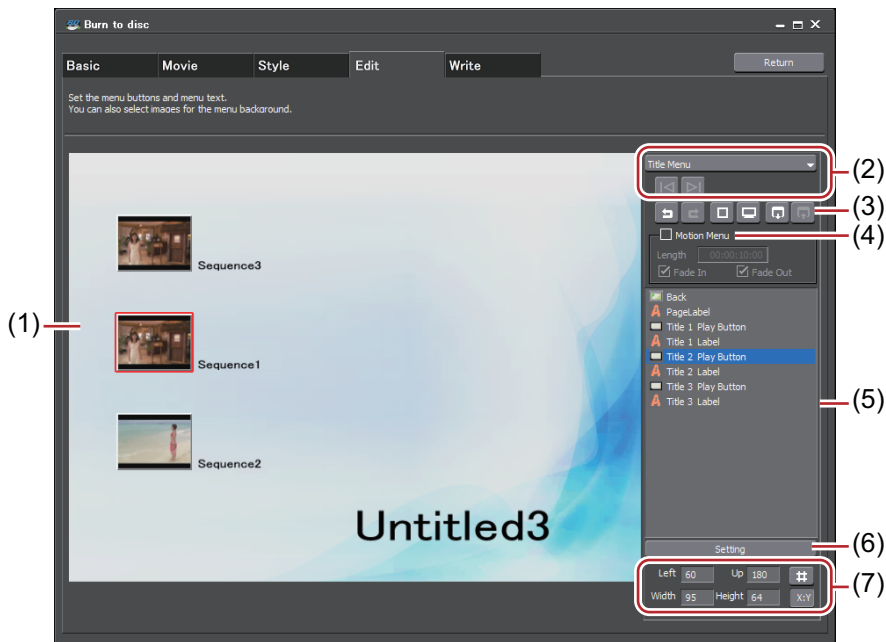 Burn to disc
Basic Movie Style Edit Write Return
Set the menu buttons and menu text.
You can also select images for the menu background.
Title Menu
(2)
(3)
Motion Menu
(4)
Length 00:00:10:00
Fade In Fade Out
Sequence3
Back
PageLabel
(1)
Title 1 Play Button
Title 1 Label
Title 2 Play Button
Sequence1
Title 2 Label
Title 3 Play Button
Title 3 Label
(5)
Sequence2
Untitled3
Setting
(6)
Left 60 Up 180
(7)
Width 95 Height 64 X:Y